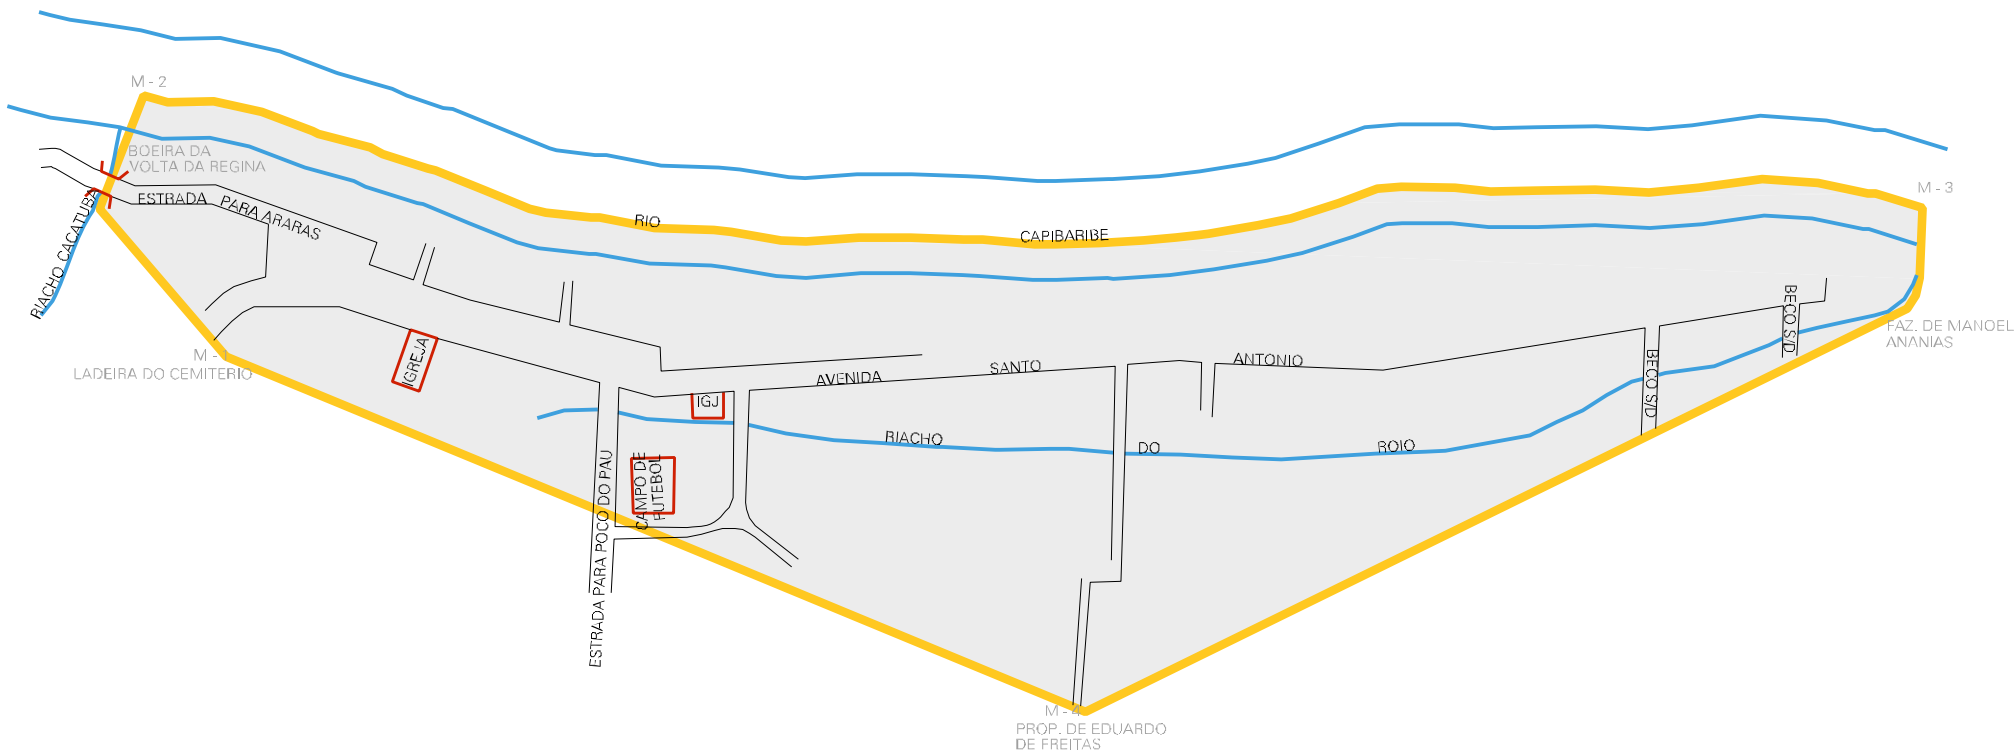 M - 2
BOEIRA DA
VOLTA DA REGINA
ESTRADA PARA ARARAS
RIACHO CACATUBA
RIO CAPIBARIBE
M - 3
M - 1
LADEIRA DO CEMITERIO
IGREJA
IGJ
AVENIDA SANTO ANTONIO
BECO S/D
BECO S/D
FAZ. DE MANOEL
ANANIAS
RIACHO DO ROIO
CAMPO DE
FUTEBOL
ESTRADA PARA POCO DO PAU
M - 4
PROP. DE EDUARDO
DE FREITAS